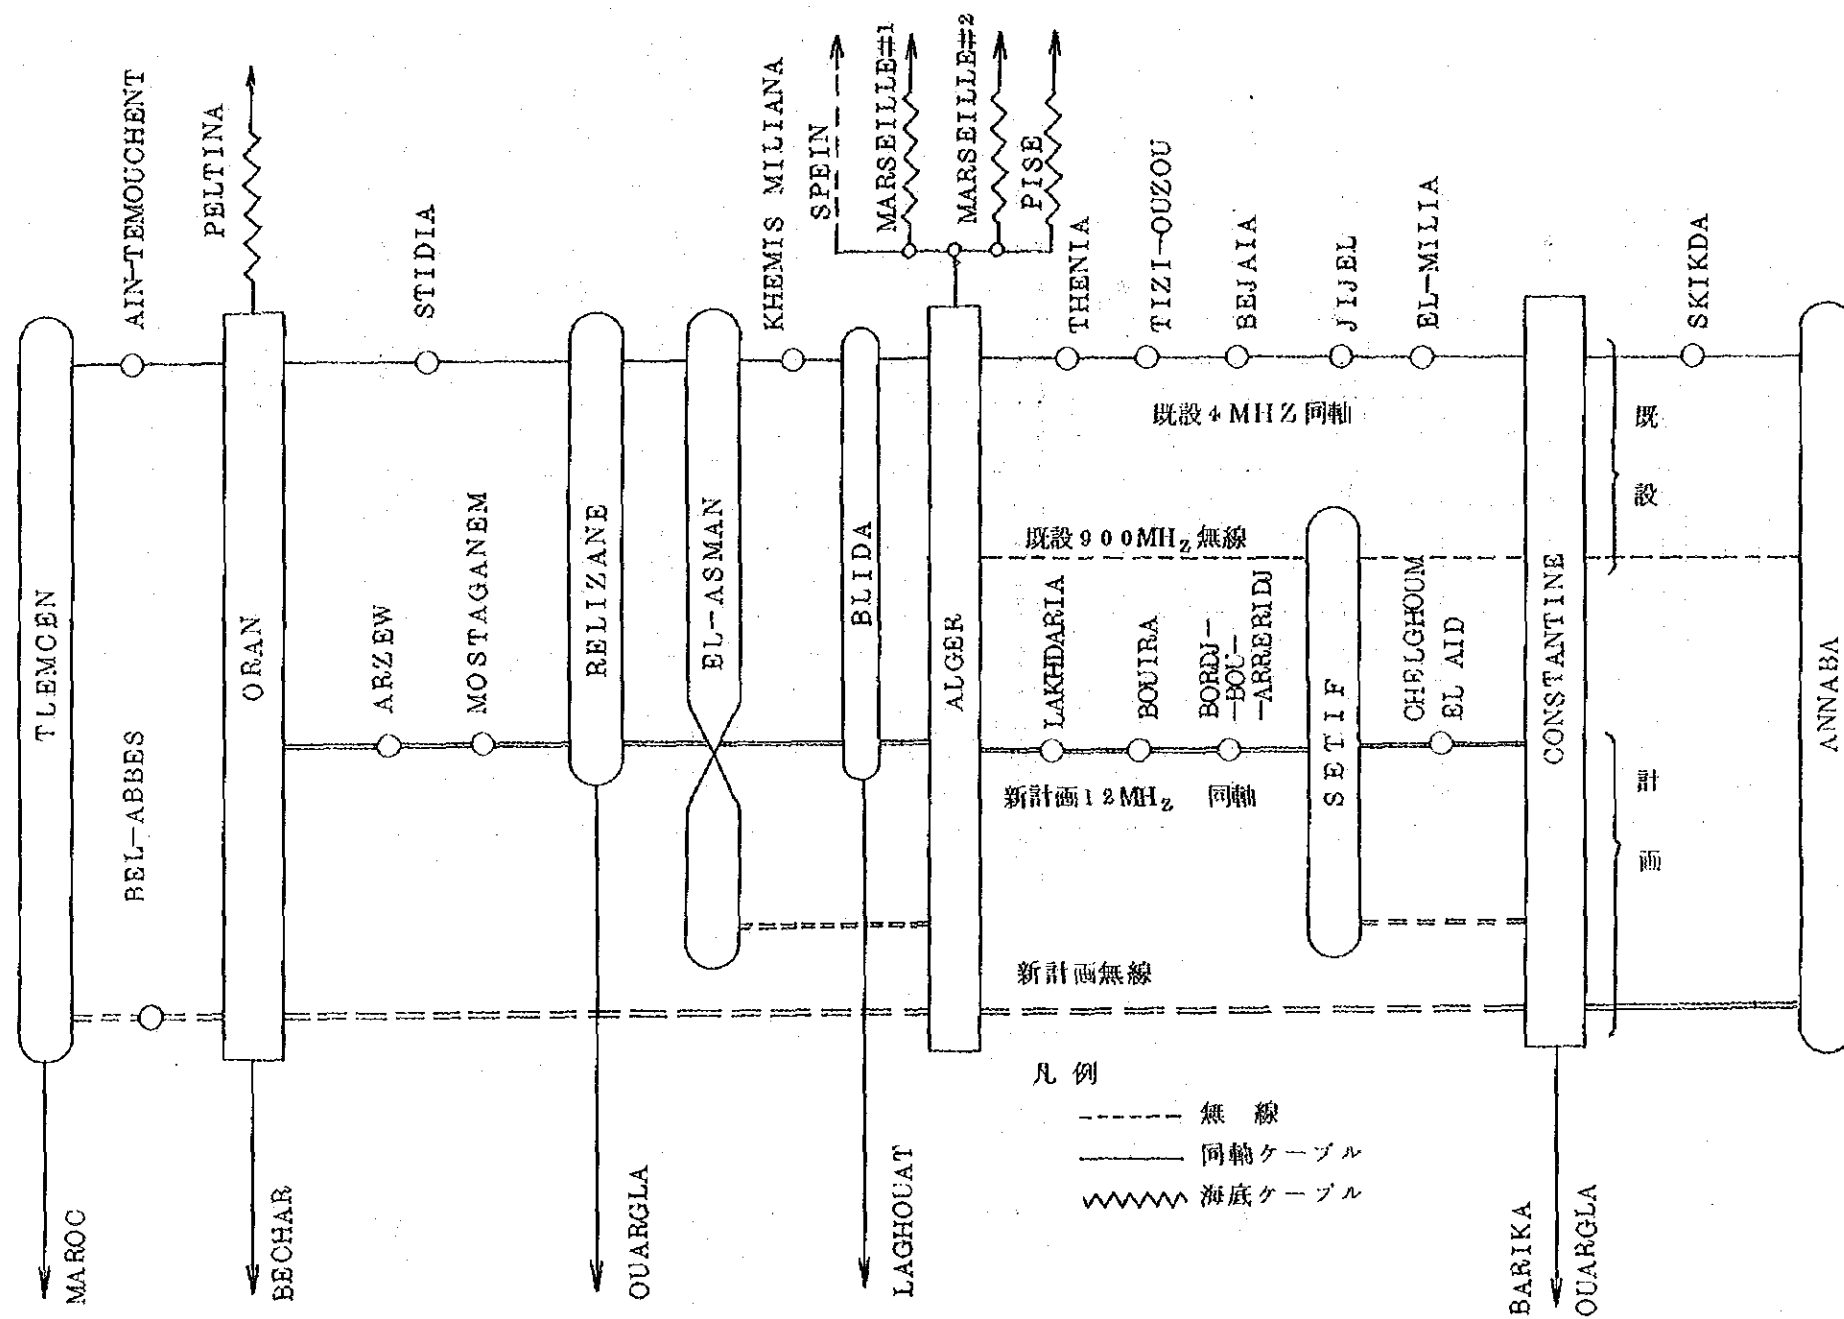 AIN-TEMOUCHENT
PELTINA
STIDIA
KHEMIS MILIANA
SPEIN
MARSEILLE#1
MARSEILLE#2
PISE
THENIA
TIZI-OUZOU
BEJAIA
JIJEL
EL-MILIA
SKIKDA
既設4MHZ同軸
既設
既設900MHz無線
TLEMCEN
BEL-ABBES
ORAN
ARZEW
MOSTAGANEM
RELIZANE
EL-ASMAN
BLIDA
ALGER
LAKHDARIA
BOUIRA
BORDJ-
-BOU-
-ARRERIDJ
SETIF
CHELGHOUM
EL AID
CONSTANTINE
ANNABA
新計画12MHz 同軸
計画
新計画無線
凡例
無線
同軸ケーブル
海底ケーブル
MAROC
BECHAR
OUARGLA
LAGHOUAT
BARIKA
OUARGLA